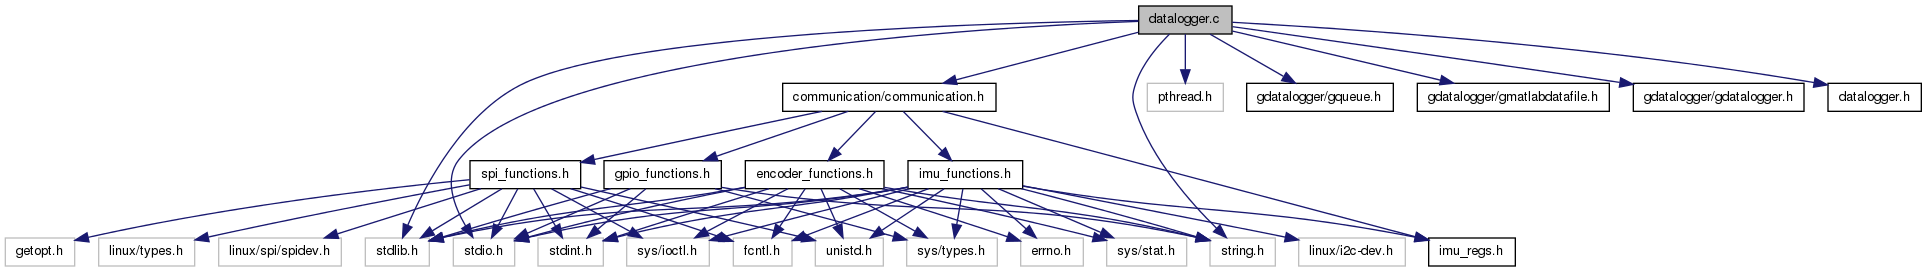 datalogger.c
communication/communication.h
pthread.h
gdatalogger/gqueue.h
gdatalogger/gmatlabdatafile.h
gdatalogger/gdatalogger.h
datalogger.h
spi_functions.h
gpio_functions.h
encoder_functions.h
imu_functions.h
getopt.h
linux/types.h
linux/spi/spidev.h
stdlib.h
stdio.h
stdint.h
sys/ioctl.h
fcntl.h
unistd.h
sys/types.h
errno.h
sys/stat.h
string.h
linux/i2c-dev.h
imu_regs.h